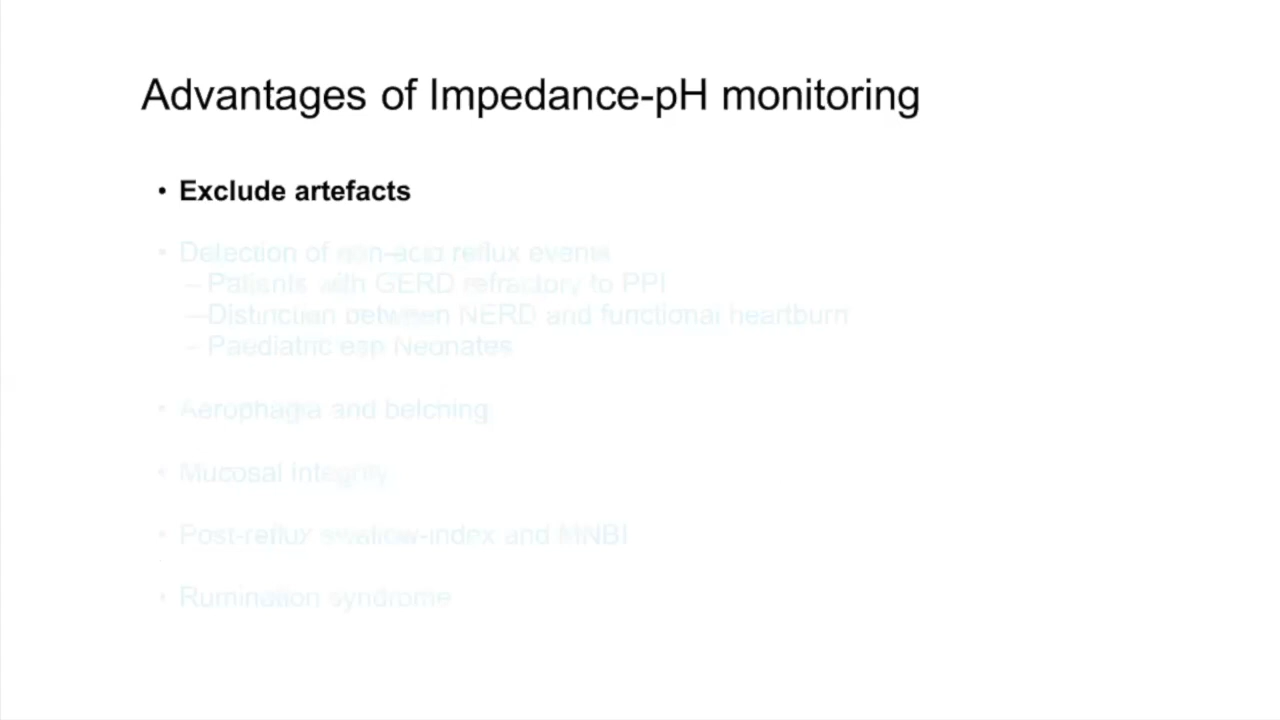 Advantages of Impedance-pH monitoring
• Exclude artefacts
• Detection of non-acid reflux events
– Patients with GERD refractory to PPI
–Distinction between NERD and functional heartburn
– Paediatric esp Neonates
• Aerophagia and belching
• Mucosal integrity
• Post-reflux swallow-index and MNBI
• Rumination syndrome